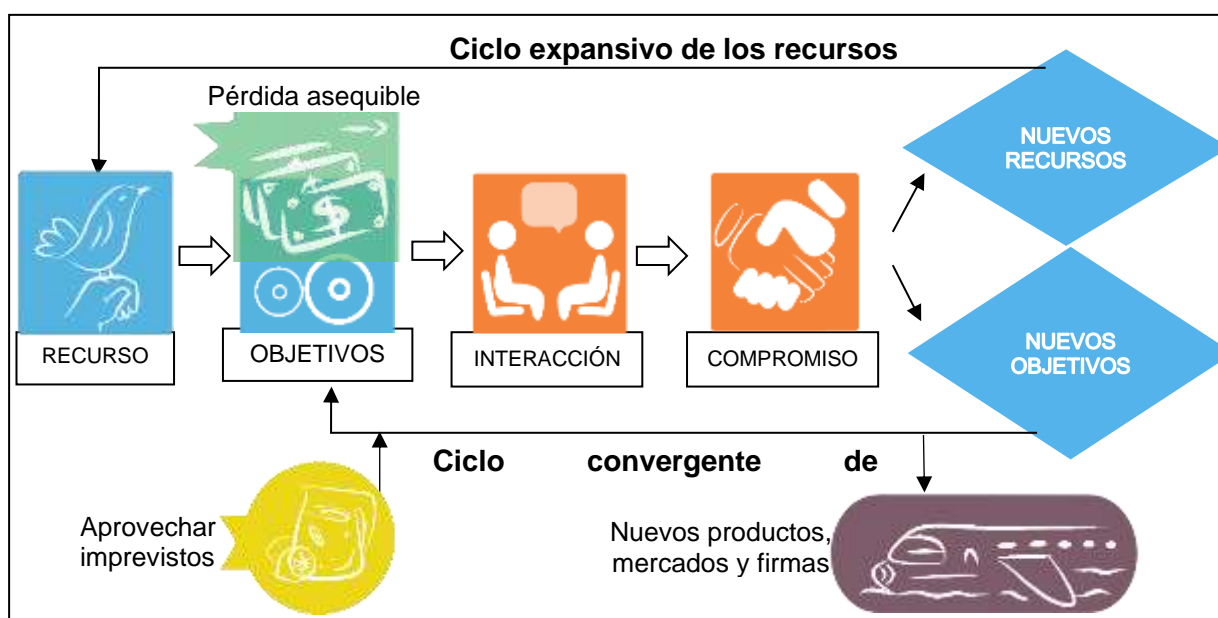 Ciclo expansivo de los recursos
Pérdida asequible
NUEVOS
RECURSOS
$
RECURSO
OBJETIVOS
INTERACCIÓN
COMPROMISO
NUEVOS
OBJETIVOS
Ciclo convergente de
Aprovechar
imprevistos
Nuevos productos,
mercados y firmas